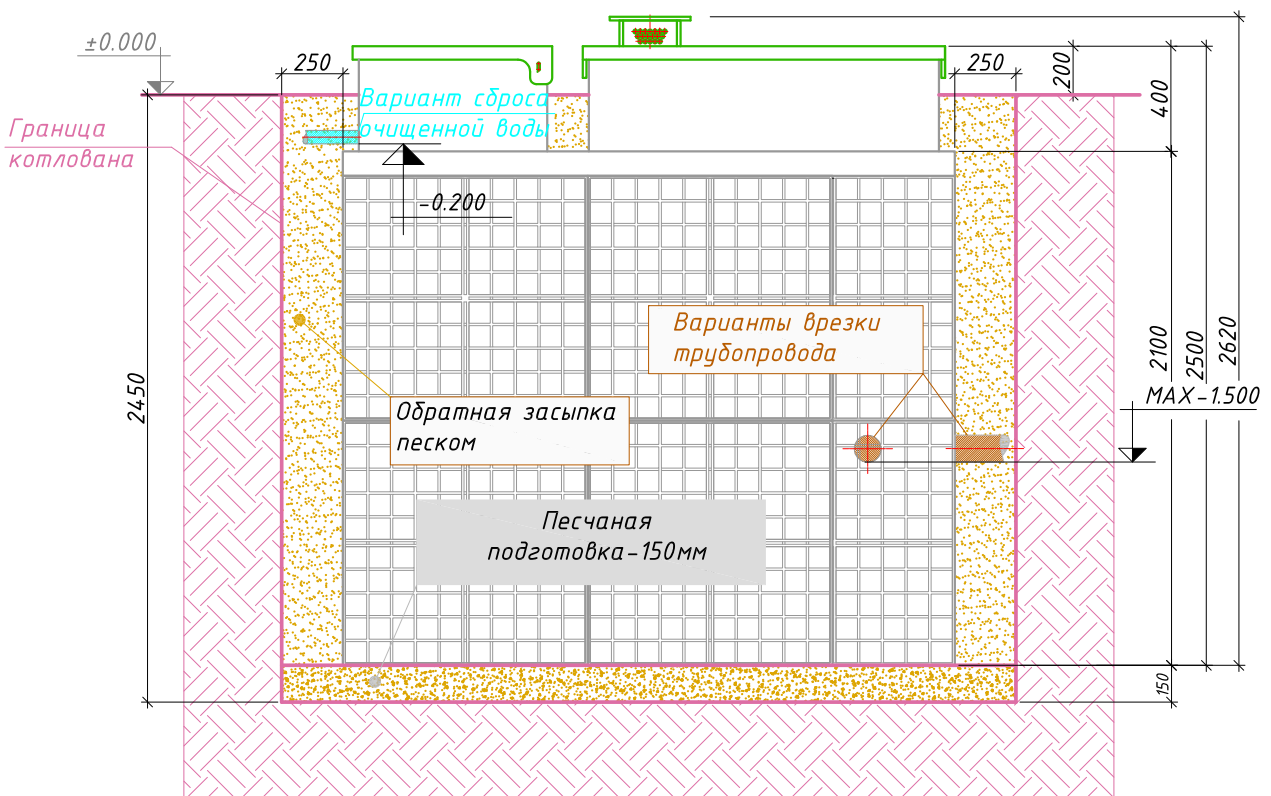 ±0.000
250
250
200
400
Вариант сброса
очищенной воды
Граница
котлована
-0.200
Варианты врезки
трубопровода
2100
2500
2620
MAX-1.500
2450
Обратная засыпка
песком
Песчаная
подготовка-150мм
150